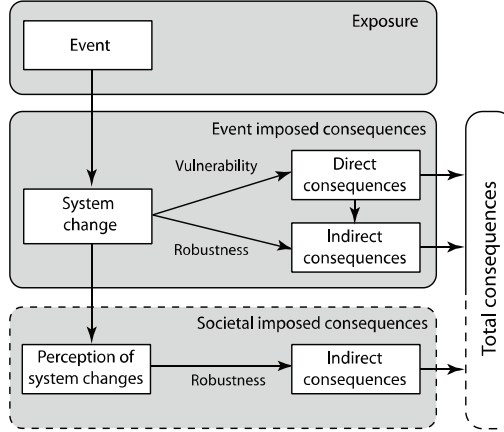 Exposure
Event
Event imposed consequences
Vulnerability
Direct
consequences
System
change
Robustness
Indirect
consequences
Societal imposed consequences
Perception of
system changes
Robustness
Indirect
consequences
Total consequences